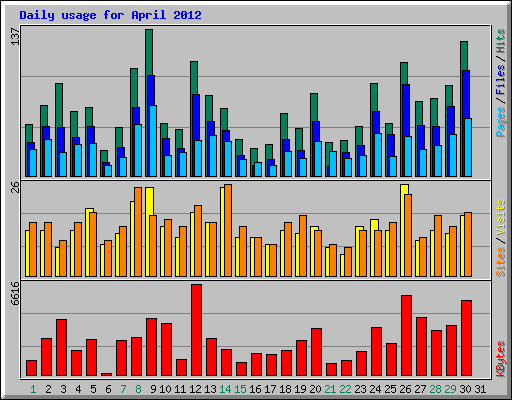 Daily usage for April 2012
137
Pages / Files / Hits
26
Sites / Visits
6616
KBytes
1 2 3 4 5 6 7 8 9 10 11 12 13 14 15 16 17 18 19 20 21 22 23 24 25 26 27 28 29 30 31